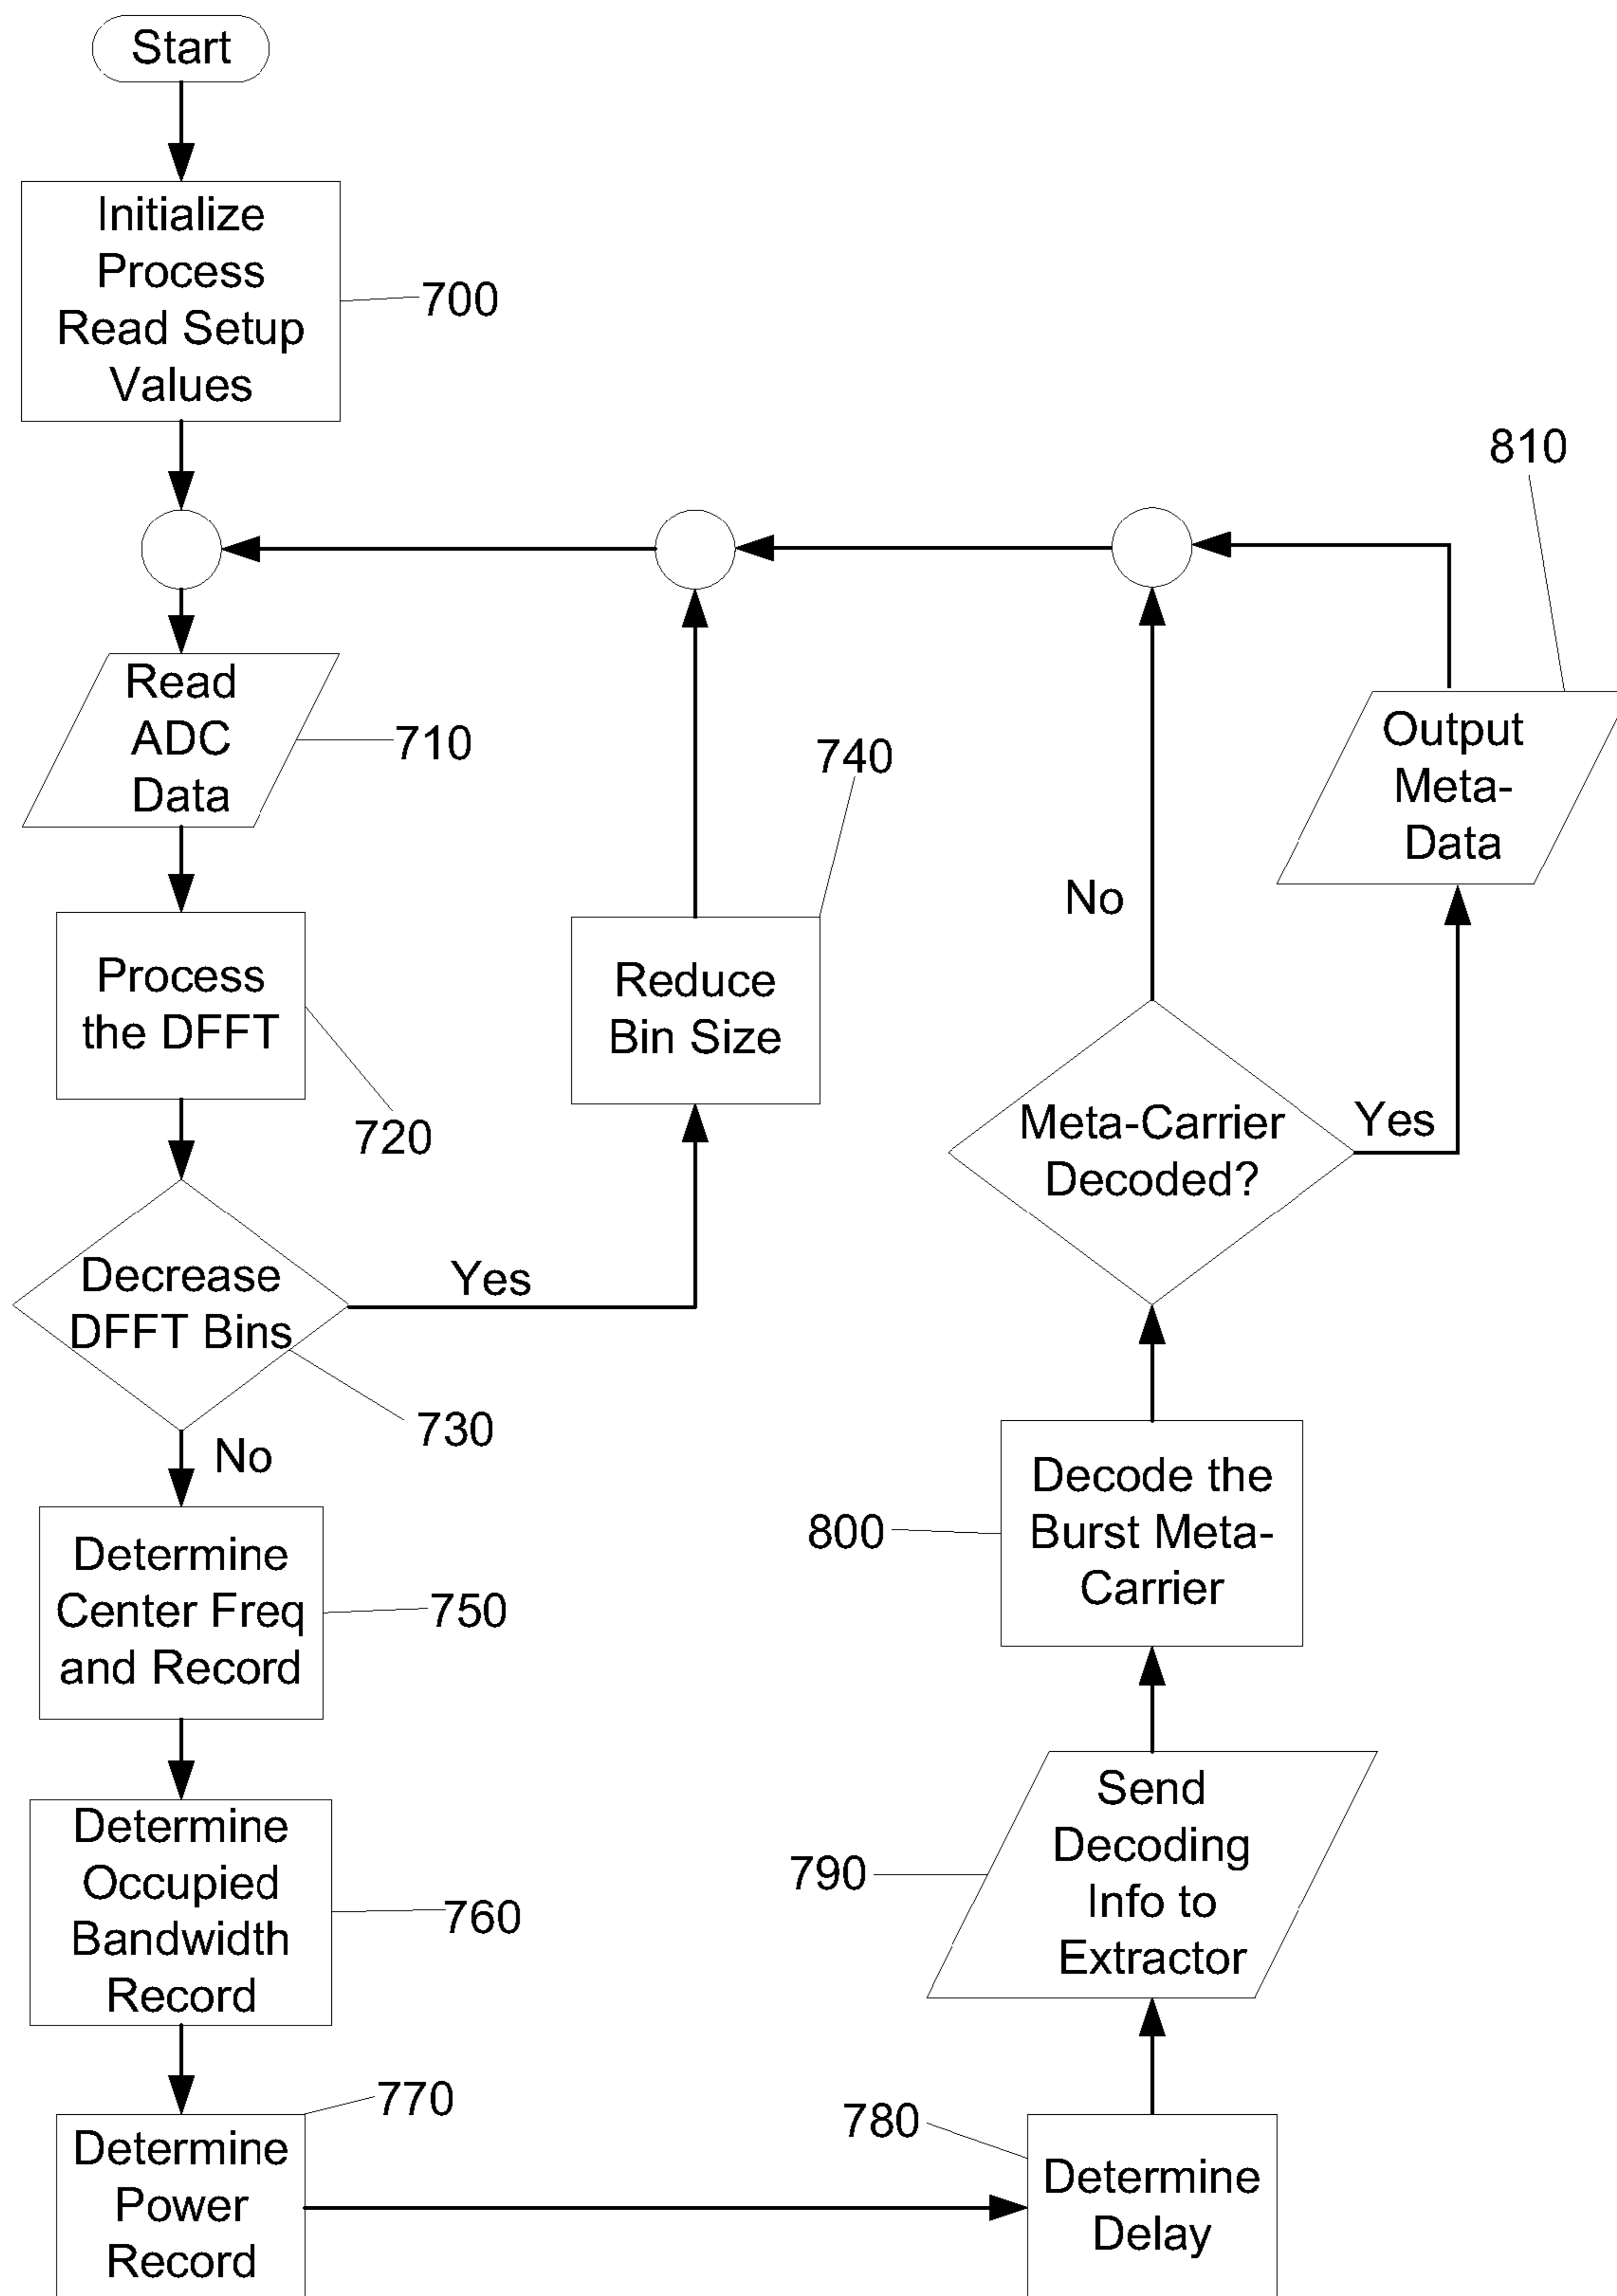 Start
Initialize
Process
Read Setup
Values
700
810
Read
ADC
Data
710
740
Output
Meta-
Data
No
Process
the DFFT
720
Reduce
Bin Size
Meta-Carrier
Decoded?
Yes
Decrease
DFFT Bins
Yes
730
No
Determine
Center Freq
and Record
750
800
Decode the
Burst Meta-
Carrier
Determine
Occupied
Bandwidth
Record
760
790
Send
Decoding
Info to
Extractor
770
Determine
Power
Record
780
Determine
Delay